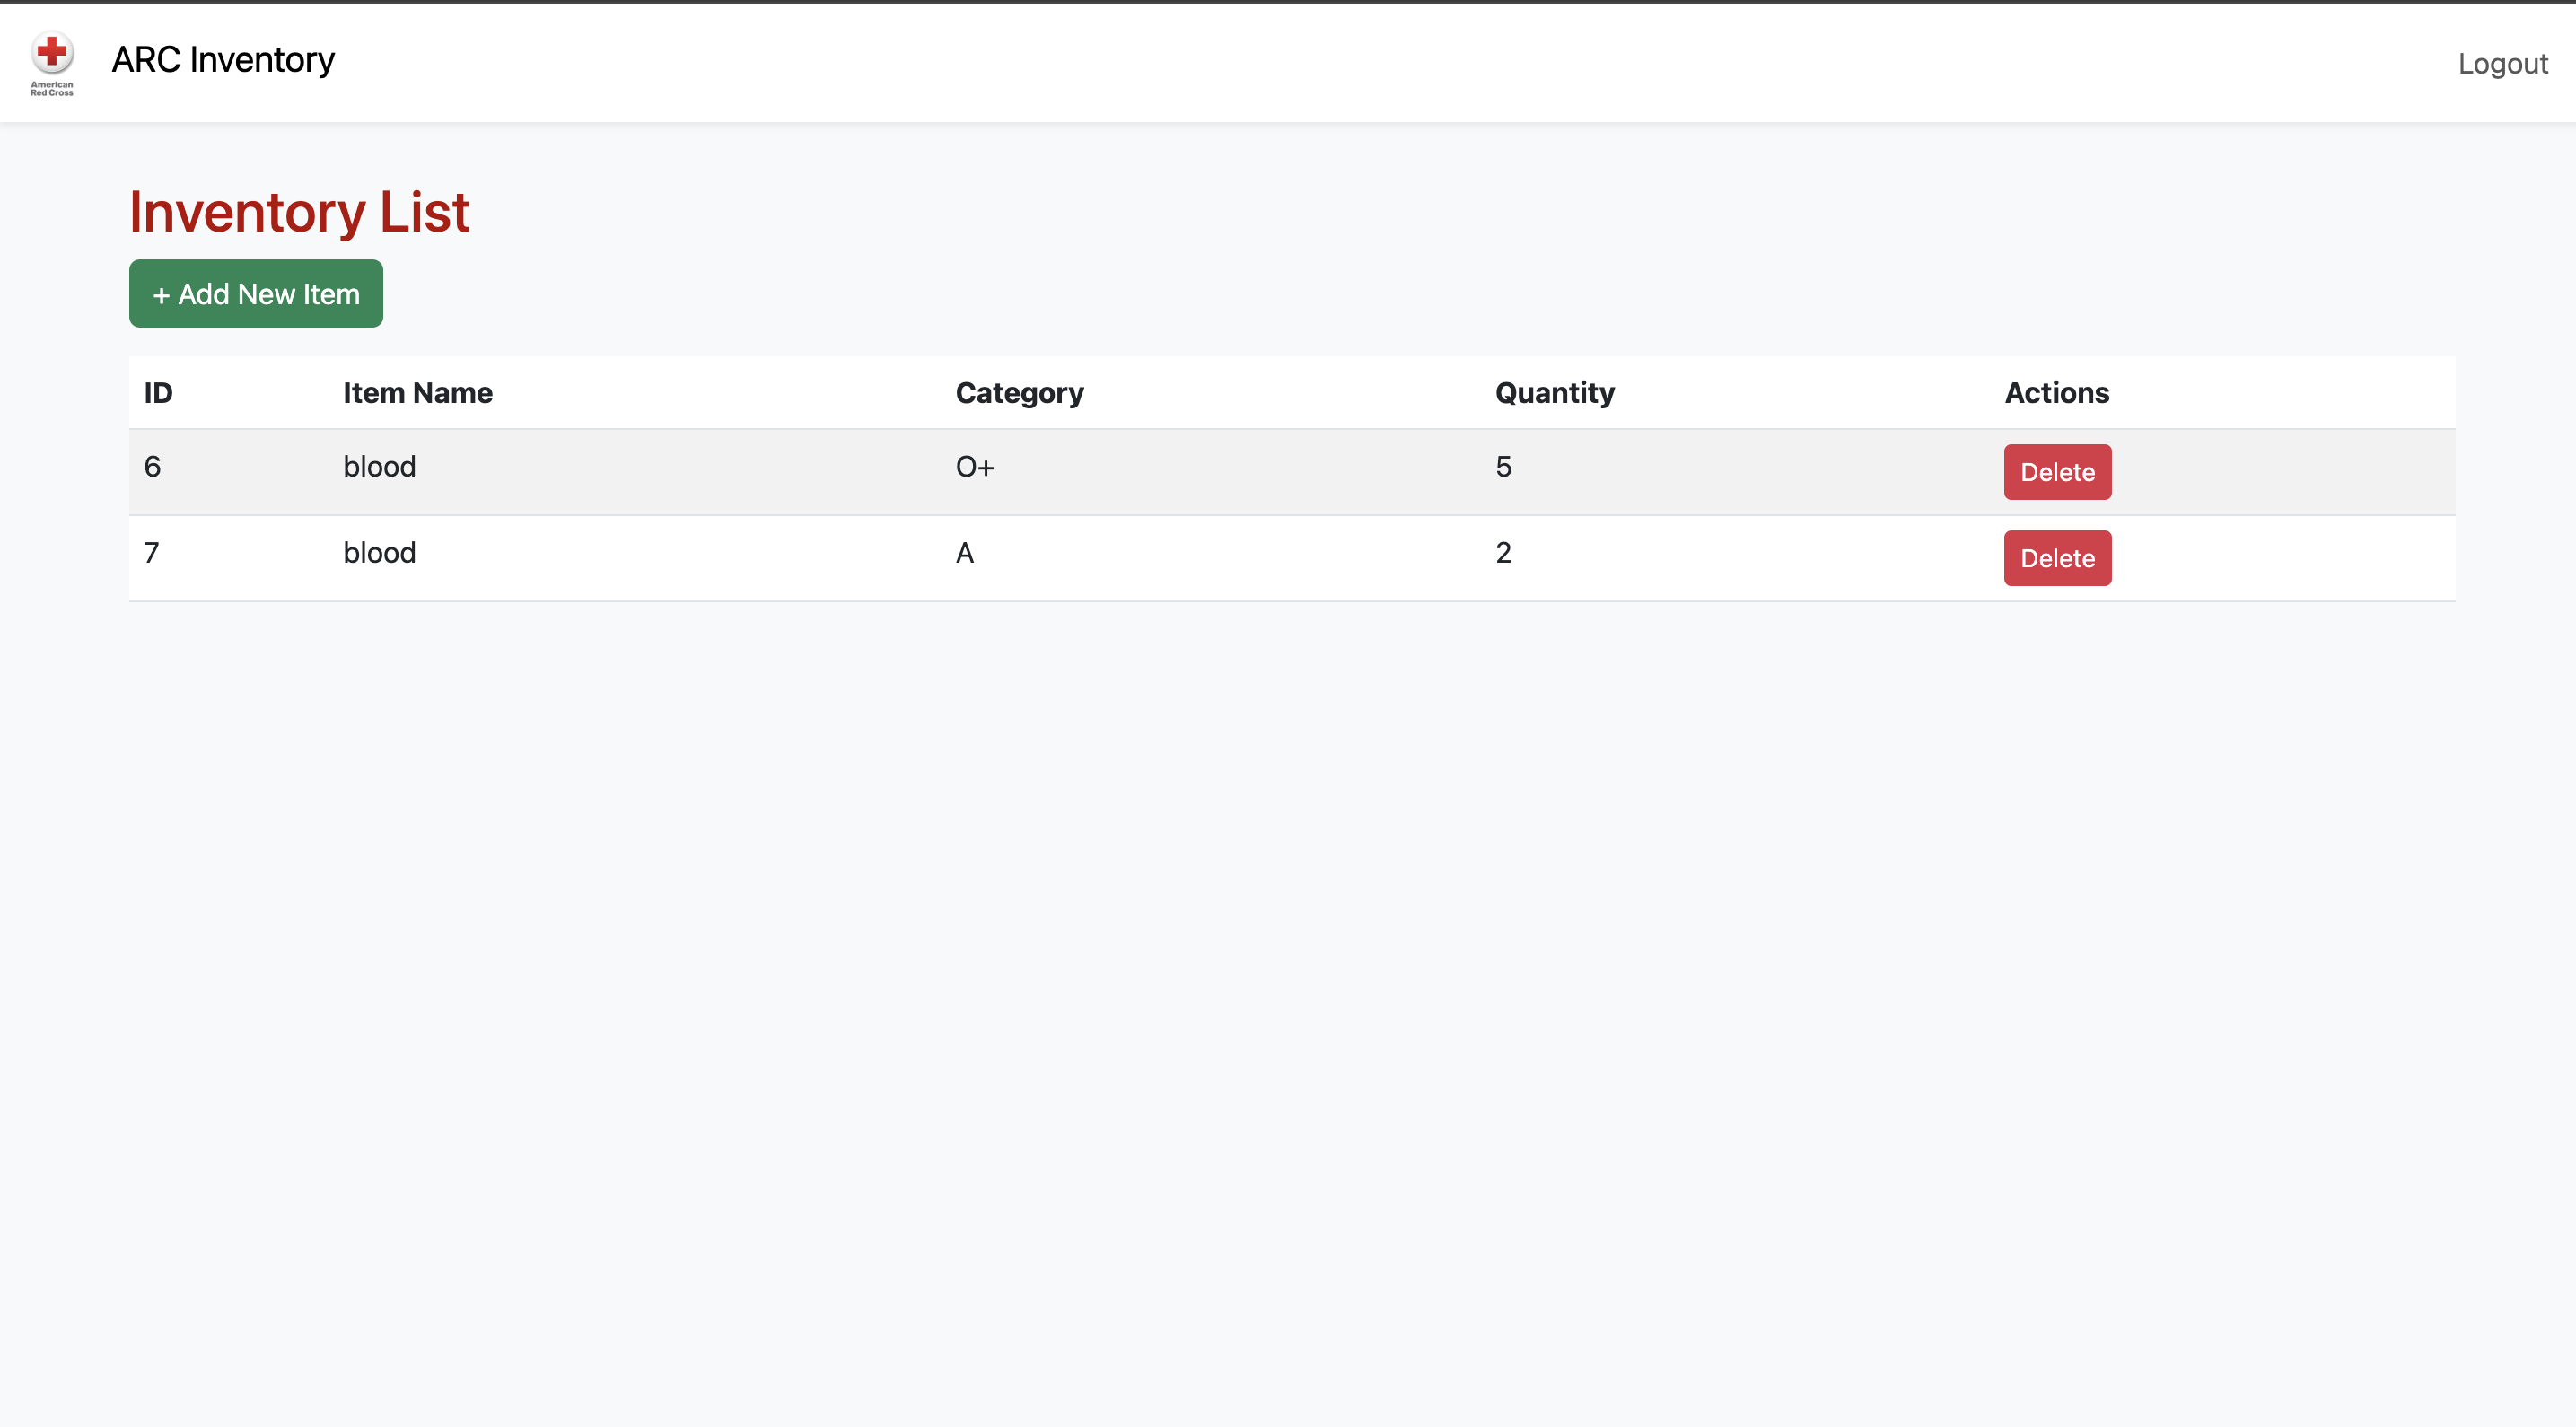 American
Red Cross
ARC Inventory
Logout
Inventory List
+ Add New Item
ID Item Name Category Quantity Actions
6 blood O+ 5 Delete
7 blood A 2 Delete